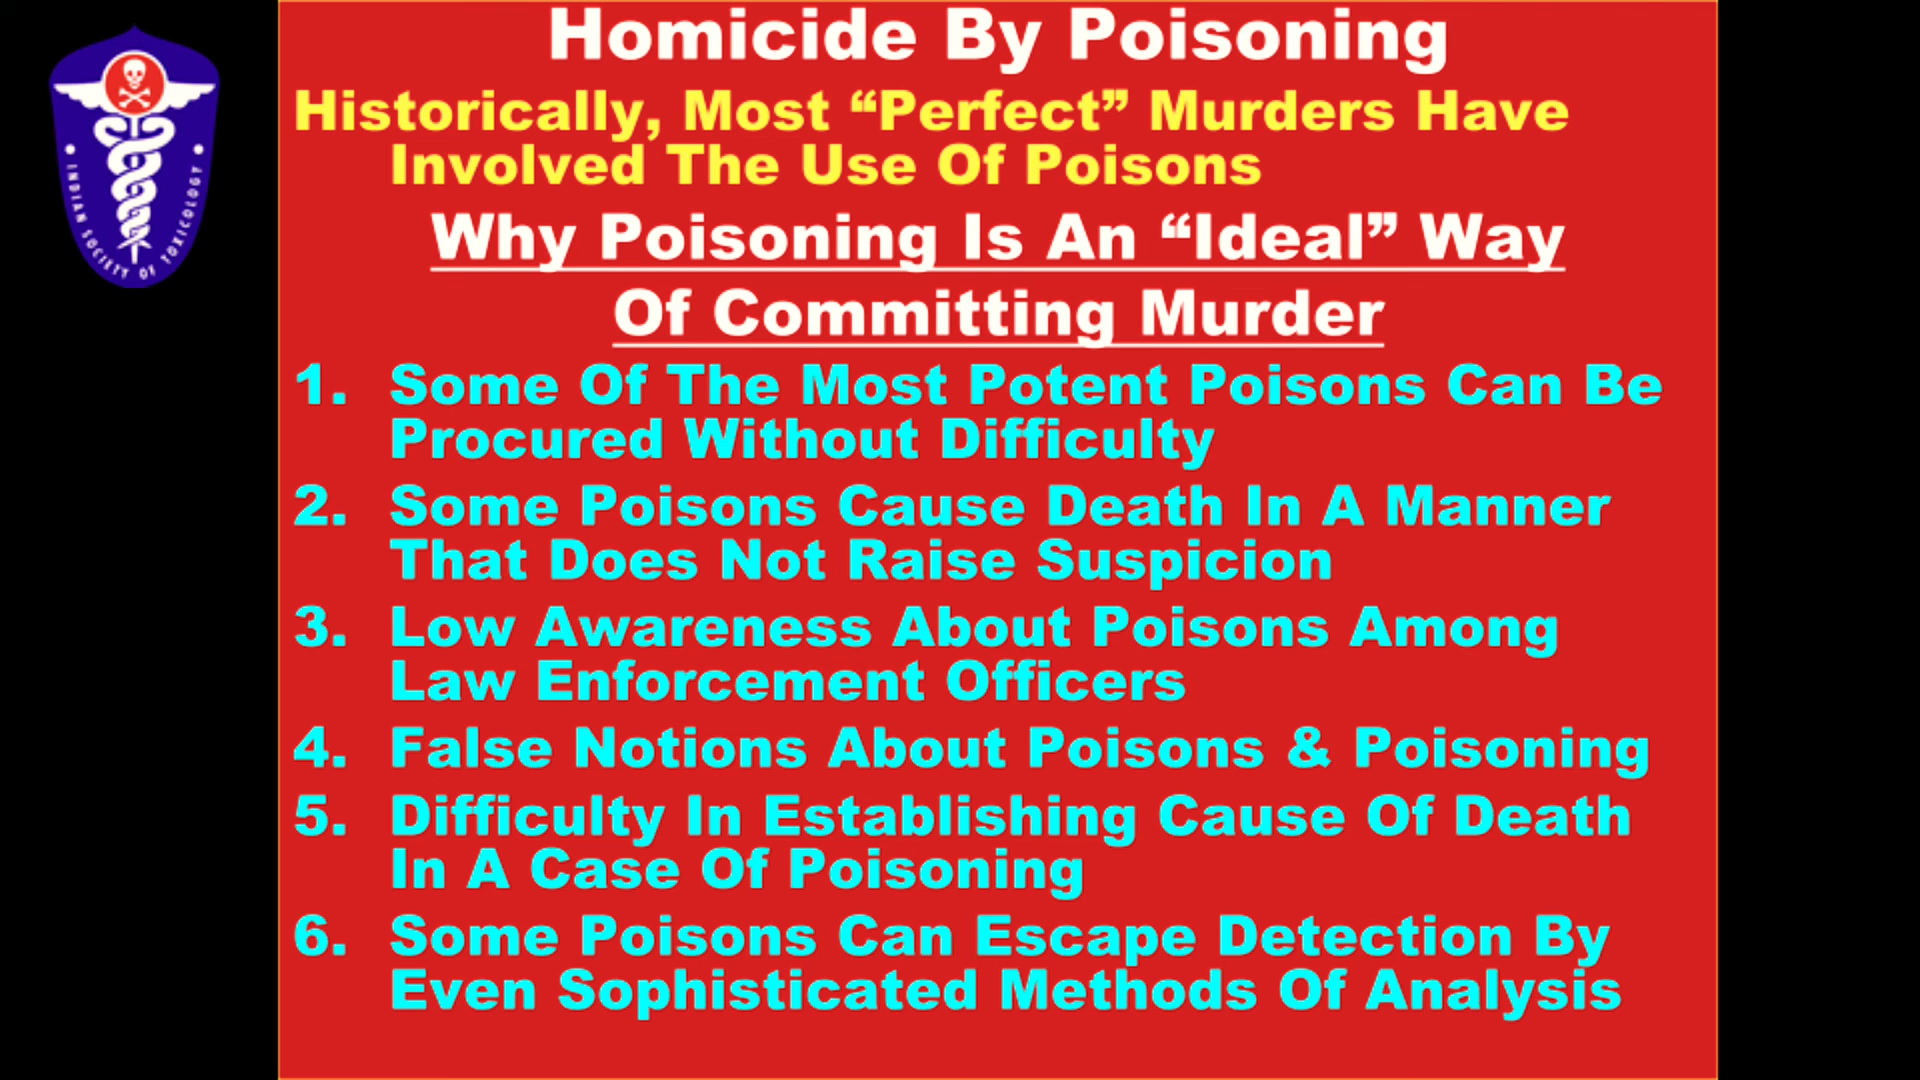 INDIAN SOCIETY OF TOXICOLOGY
Homicide By Poisoning
Historically, Most “Perfect” Murders Have
Involved The Use Of Poisons
Why Poisoning Is An “Ideal” Way
Of Committing Murder
1. Some Of The Most Potent Poisons Can Be
Procured Without Difficulty
2. Some Poisons Cause Death In A Manner
That Does Not Raise Suspicion
3. Low Awareness About Poisons Among
Law Enforcement Officers
4. False Notions About Poisons & Poisoning
5. Difficulty In Establishing Cause Of Death
In A Case Of Poisoning
6. Some Poisons Can Escape Detection By
Even Sophisticated Methods Of Analysis